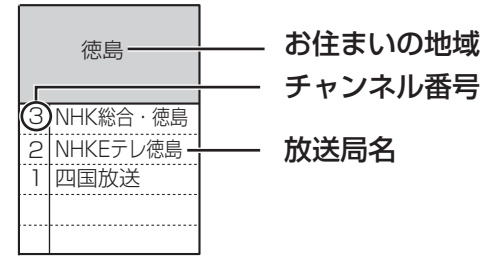 徳島
お住まいの地域
チャンネル番号
3 NHK総合・徳島
2 NHKEテレ徳島
放送局名
1 四国放送